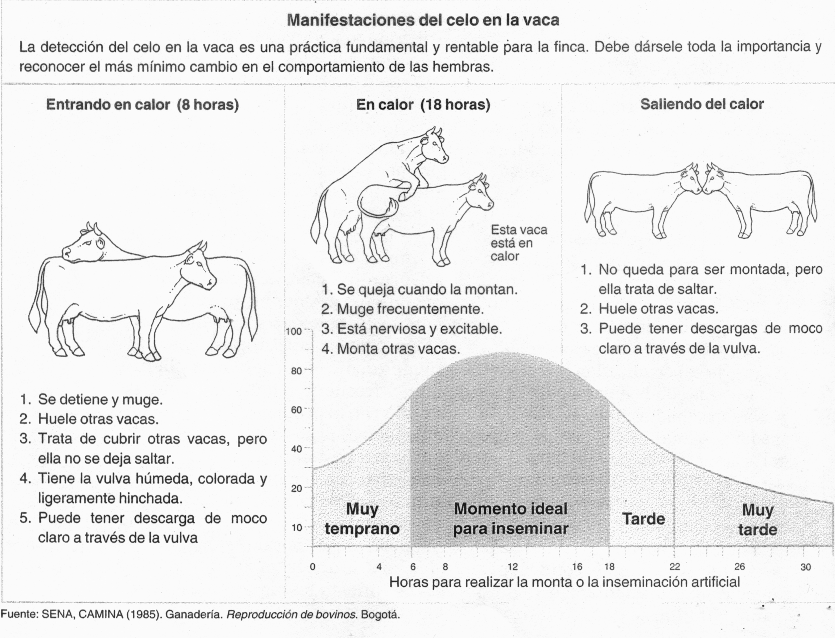 Manifestaciones del celo en la vaca
La detección del celo en la vaca es una práctica fundamental y rentable para la finca. Debe dársele toda la importancia y
reconocer el más mínimo cambio en el comportamiento de las hembras.
Entrando en calor (8 horas)
1. Se detiene y muge.
2. Huele otras vacas.
3. Trata de cubrir otras vacas, pero
ella no se deja saltar.
4. Tiene la vulva húmeda, colorada y
ligeramente hinchada.
5. Puede tener descarga de moco
claro a través de la vulva
En calor (18 horas)
Esta vaca
está en
calor
1. Se queja cuando la montan.
2. Muge frecuentemente.
3. Está nerviosa y excitable.
4. Monta otras vacas.
Saliendo del calor
1. No queda para ser montada, pero
ella trata de saltar.
2. Huele otras vacas.
3. Puede tener descargas de moco
claro a través de la vulva.
100
80
60
40
20
10
Muy
temprano
Momento ideal
para inseminar
Tarde
Muy
tarde
0 4 6 8 12 16 18 22 26 30
Horas para realizar la monta o la inseminación artificial
Fuente: SENA, CAMINA (1985). Ganadería. Reproducción de bovinos. Bogotá.